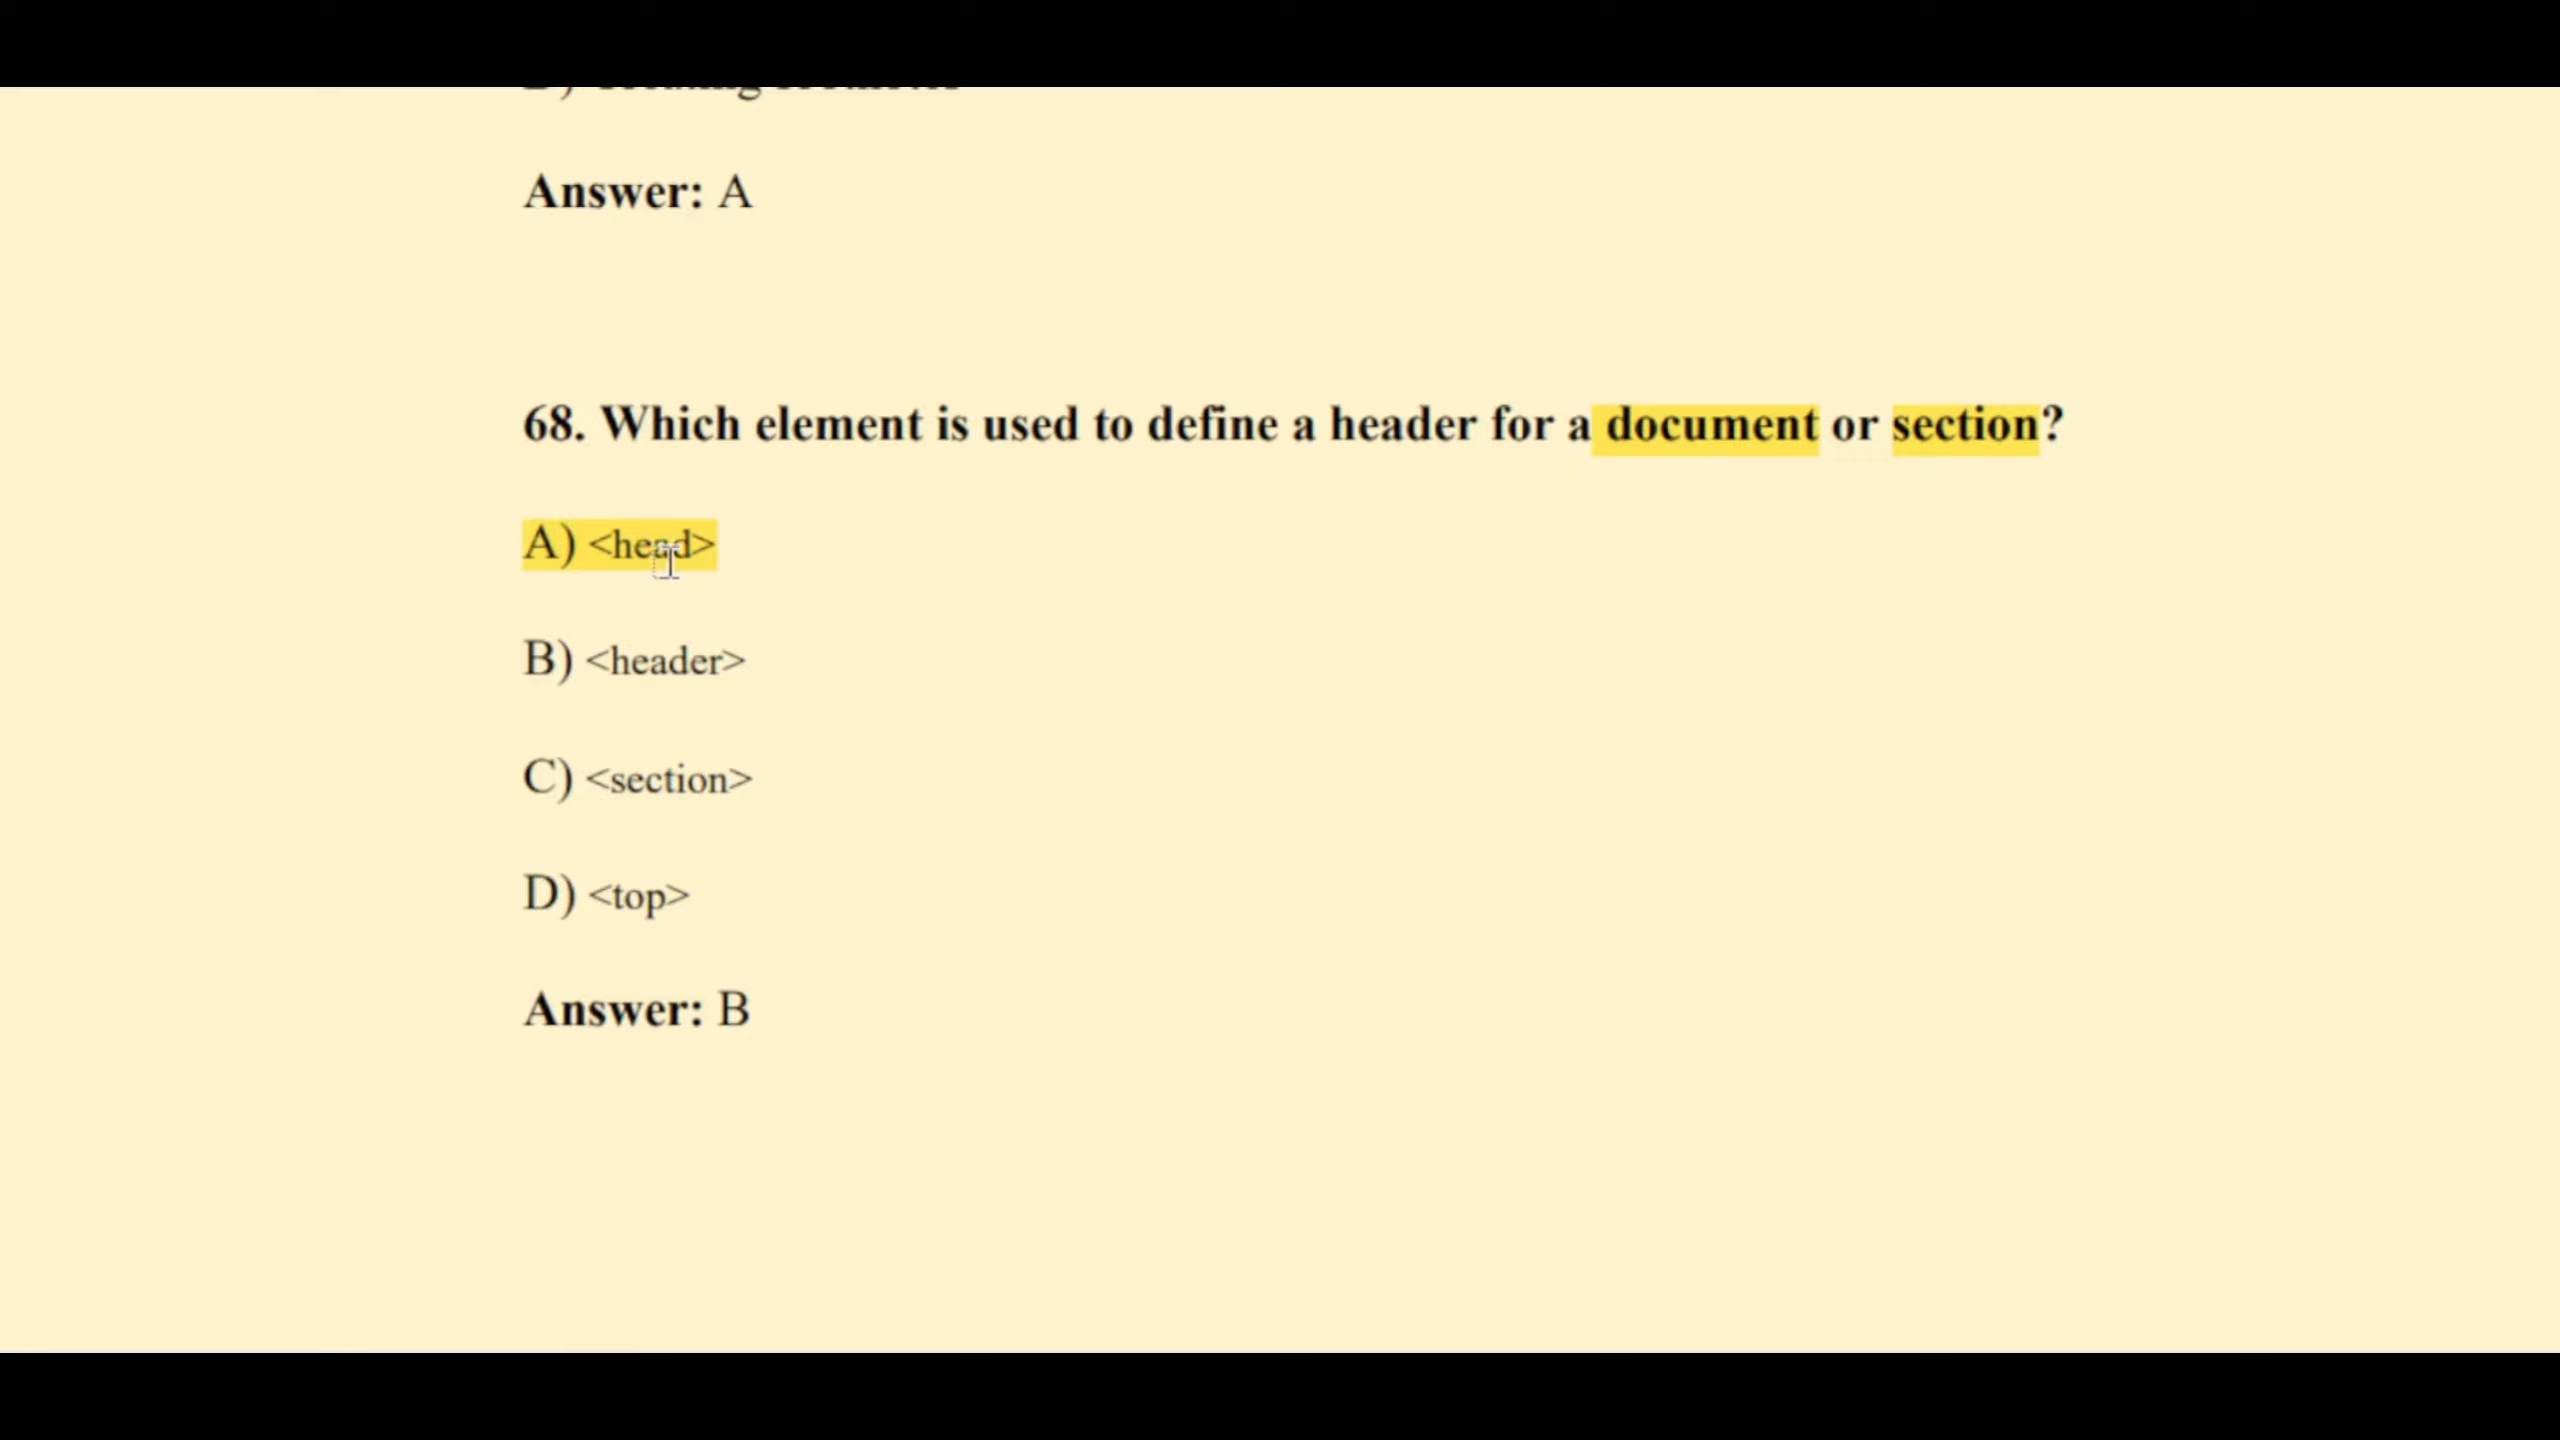 Answer: A
68. Which element is used to define a header for a document or section?
A) <head>
B) <header>
C) <section>
D) <top>
Answer: B